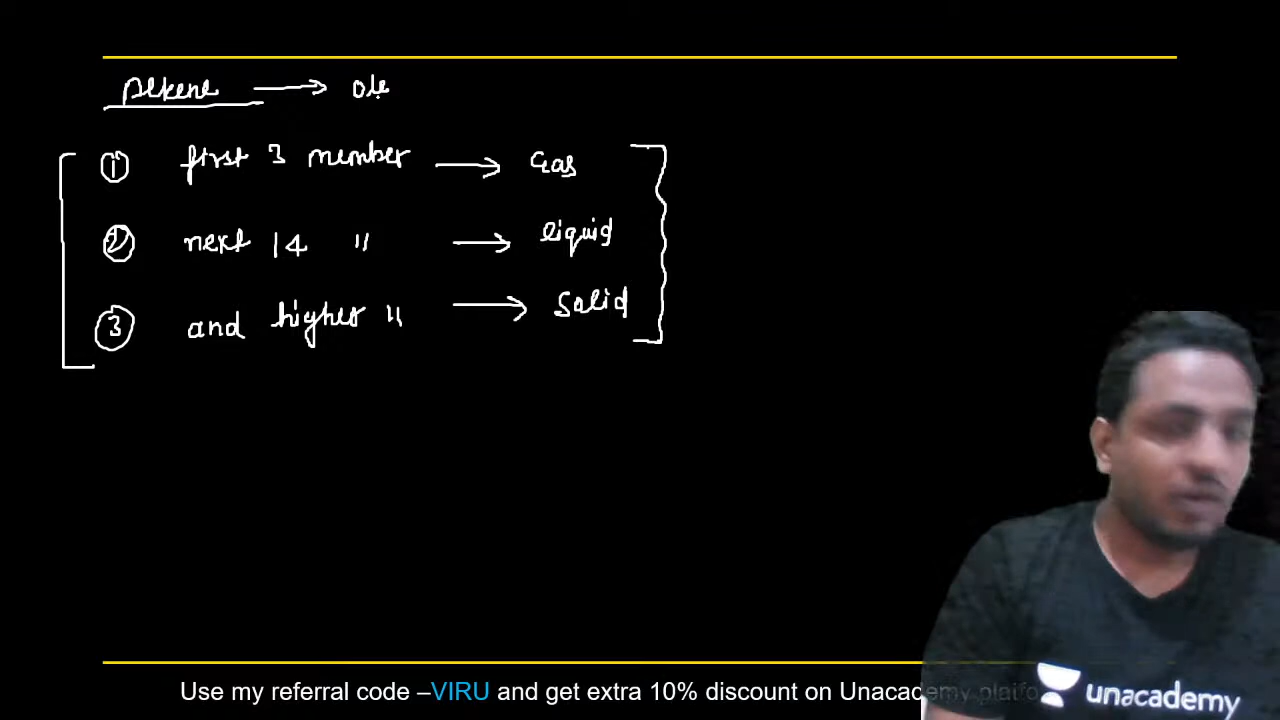 Alkene → ole
① first 3 member → Gas
② next 14 " → liquid
③ and higher " → Solid
Use my referral code –VIRU and get extra 10% discount on Unacademy platfo
unacademy